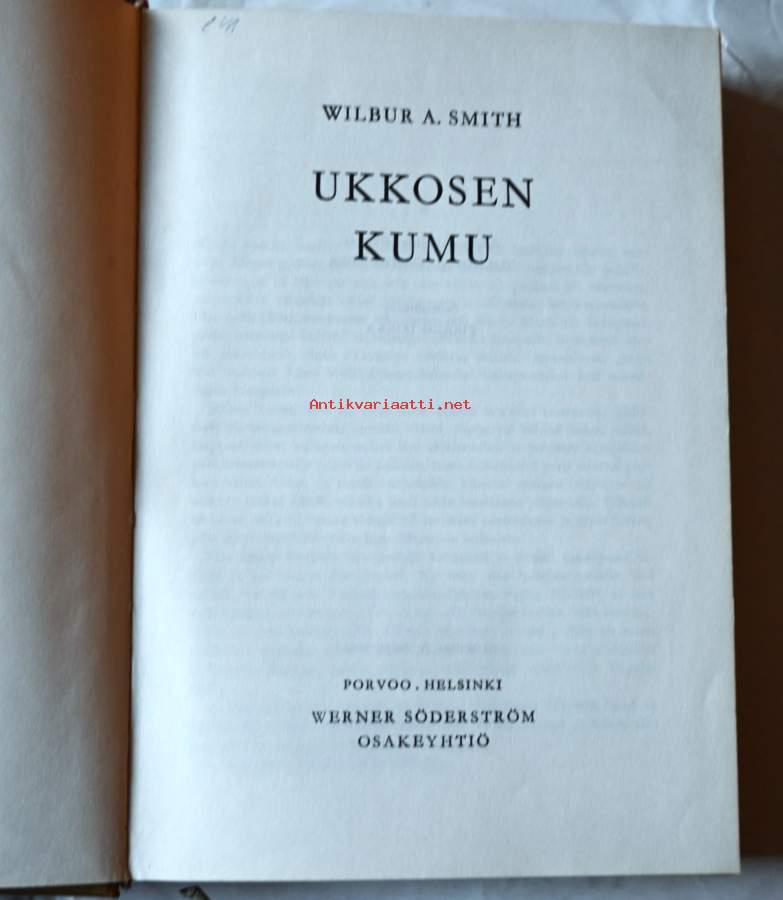 WILBUR A. SMITH
UKKOSEN
KUMU
Antikvariaatti.net
PORVOO . HELSINKI
WERNER SÖDERSTRÖM
OSAKEYHTIÖ